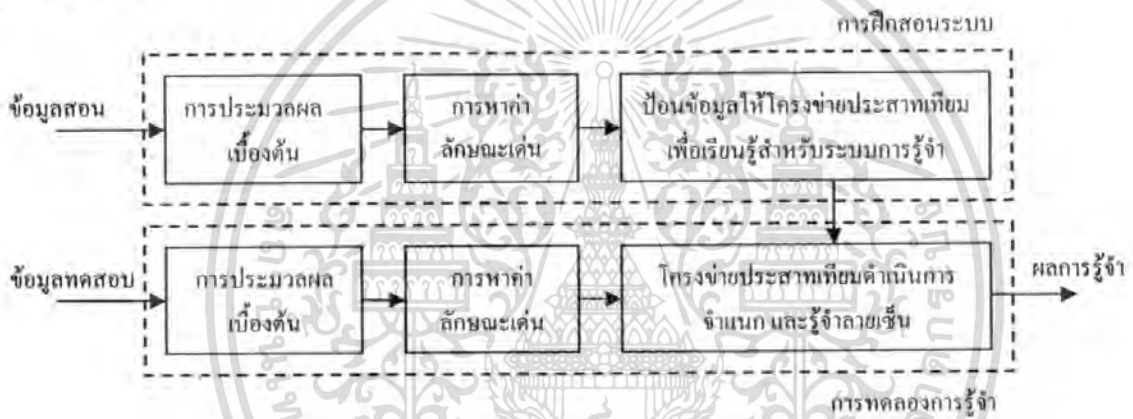 การฝึกสอนระบบ
ข้อมูลสอน
การประมวลผล
เบื้องต้น
การหาค่า
ลักษณะเด่น
ป้อนข้อมูลให้โครงข่ายประสาทเทียม
เพื่อเรียนรู้สำหรับระบบการรู้จำ
ข้อมูลทดสอบ
การประมวลผล
เบื้องต้น
การหาค่า
ลักษณะเด่น
โครงข่ายประสาทเทียมดำเนินการ
จำแนก และรู้จำลายเซ็น
ผลการรู้จำ
การทดลองการรู้จำ